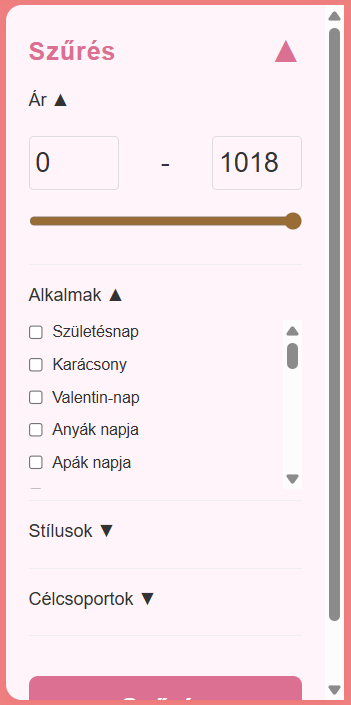 Szűrés ▲
Ár ▲
0 - 1018
Alkalmak ▲
Születésnap
Karácsony
Valentin-nap
Anyák napja
Apák napja
Stílusok ▼
Célcsoportok ▼